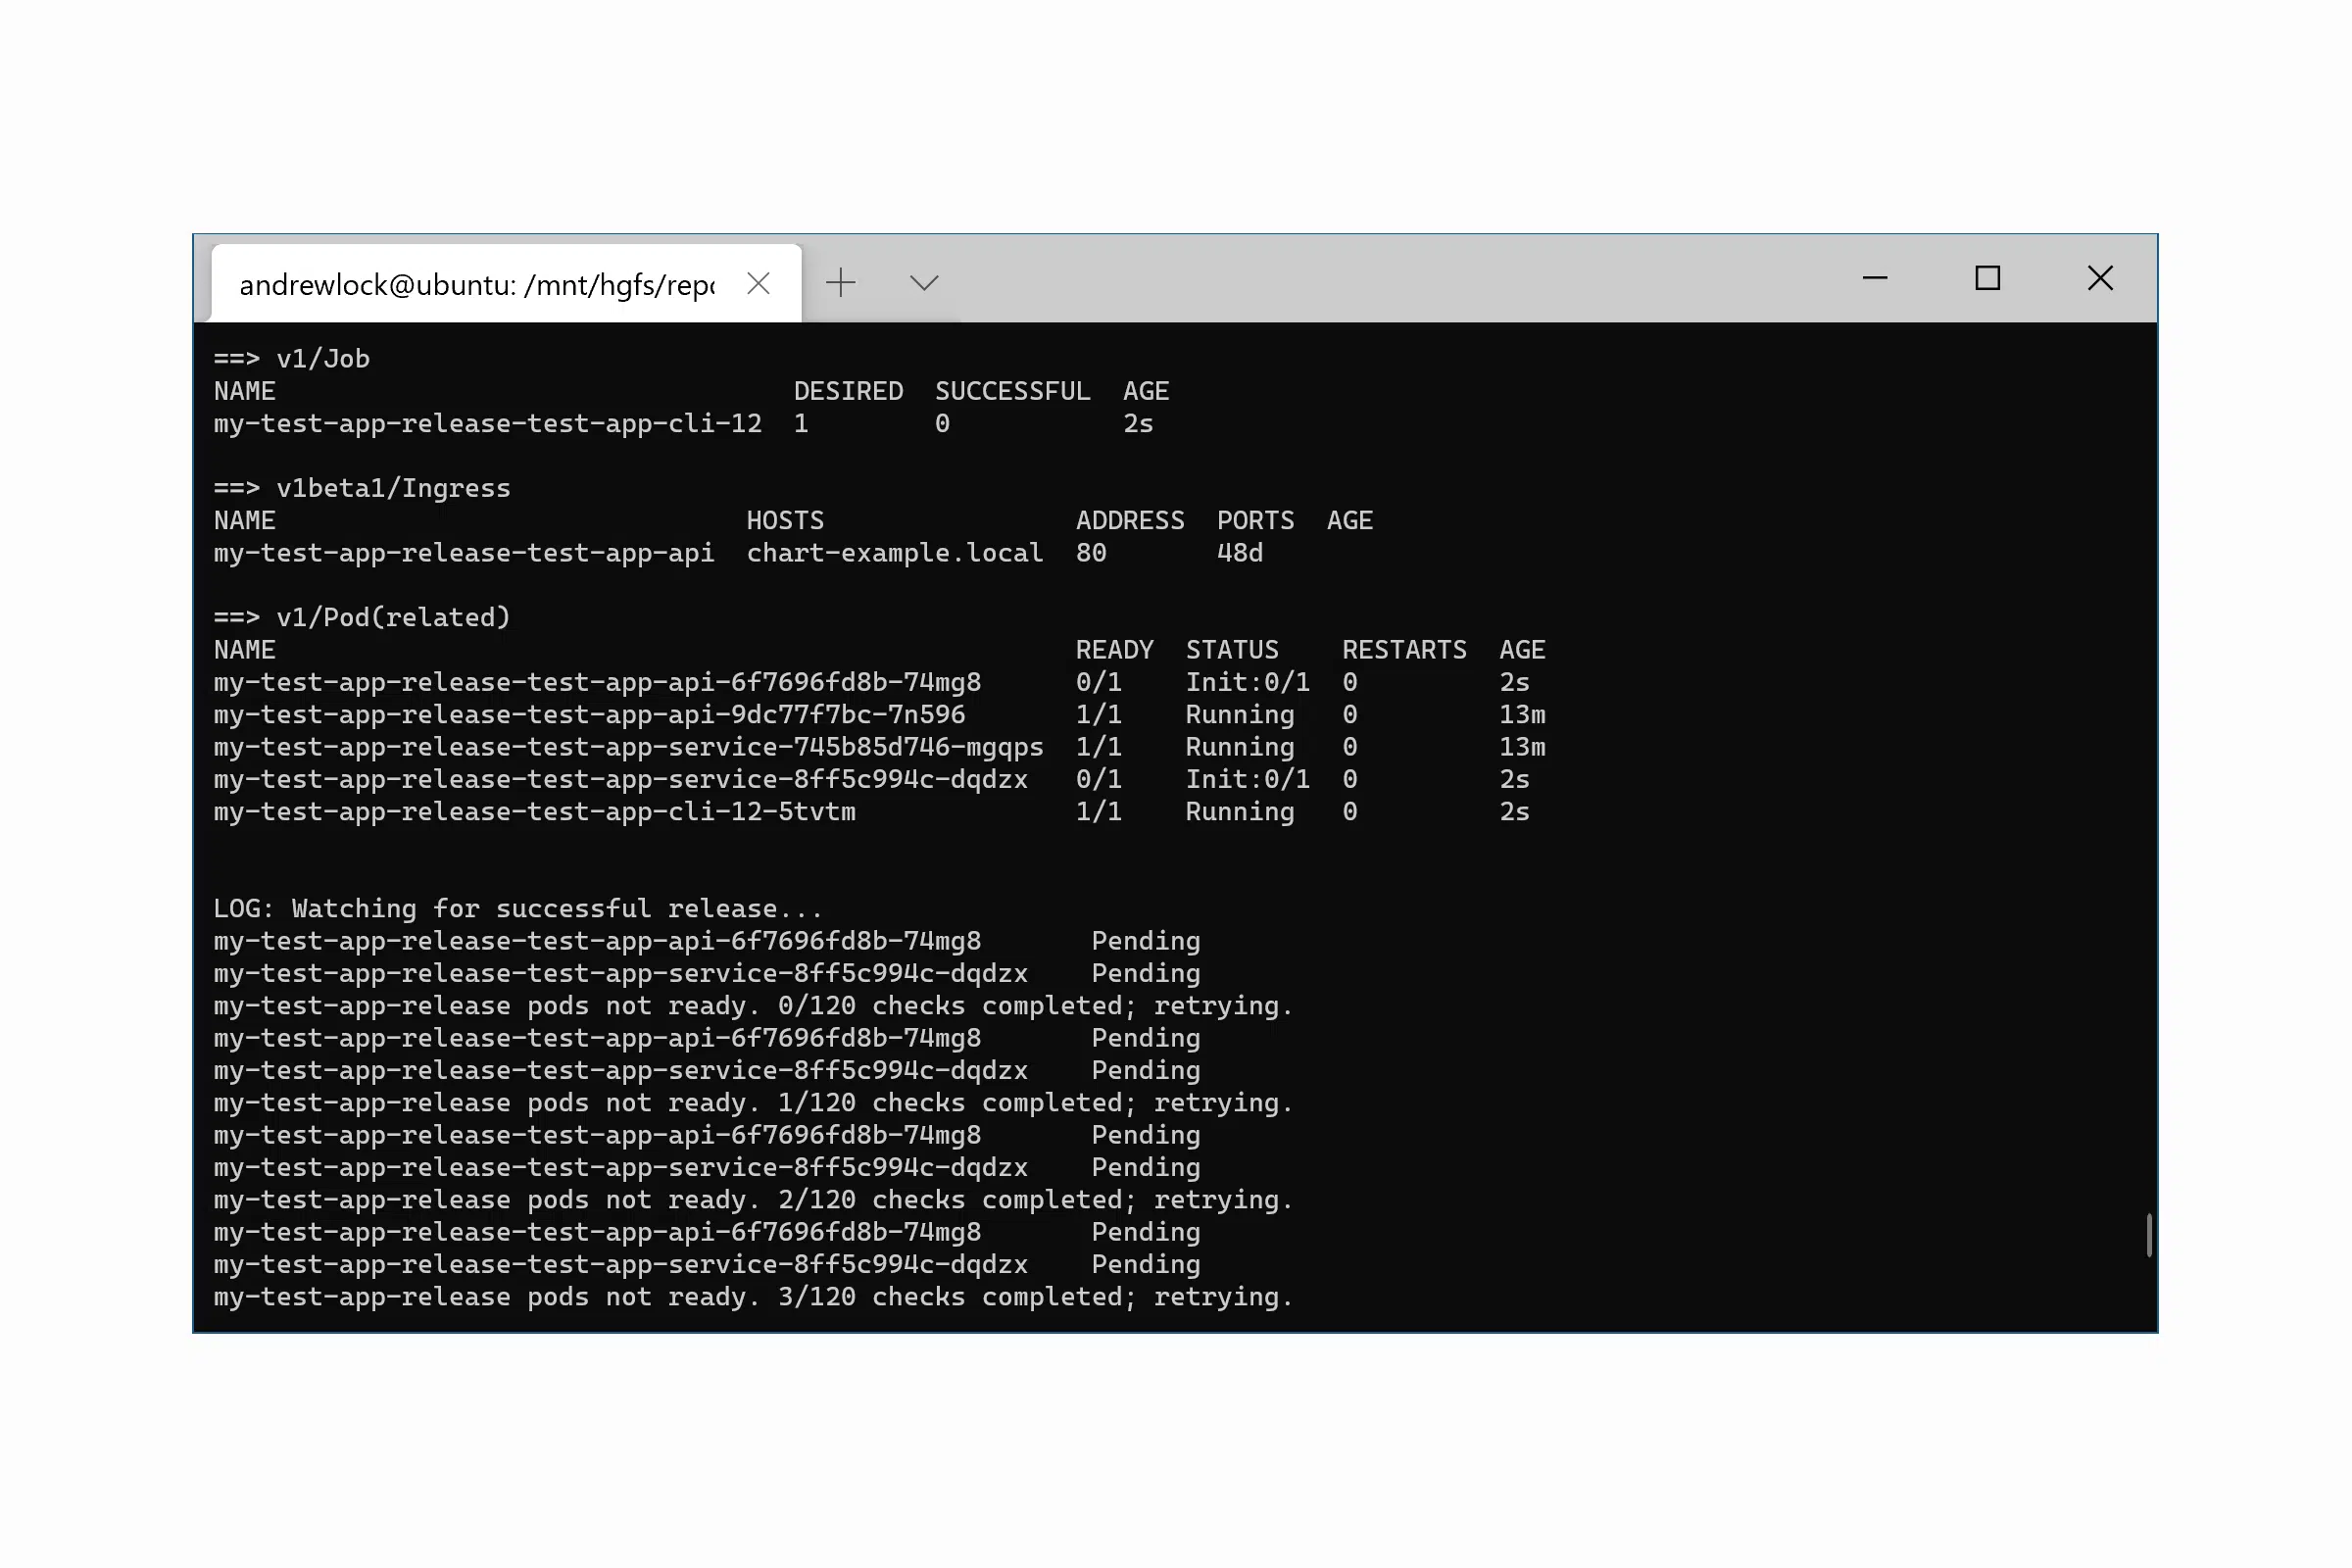 andrewlock@ubuntu: /mnt/hgfs/repo
==> v1/Job
NAME                                 DESIRED  SUCCESSFUL  AGE
my-test-app-release-test-app-cli-12  1        0           2s
==> v1beta1/Ingress
NAME                              HOSTS                ADDRESS  PORTS  AGE
my-test-app-release-test-app-api  chart-example.local  80       48d
==> v1/Pod(related)
NAME                                                   READY  STATUS    RESTARTS  AGE
my-test-app-release-test-app-api-6f7696fd8b-74mg8      0/1    Init:0/1  0         2s
my-test-app-release-test-app-api-9dc77f7bc-7n596       1/1    Running   0         13m
my-test-app-release-test-app-service-745b85d746-mgqps  1/1    Running   0         13m
my-test-app-release-test-app-service-8ff5c994c-dqdzx   0/1    Init:0/1  0         2s
my-test-app-release-test-app-cli-12-5tvtm              1/1    Running   0         2s
LOG: Watching for successful release...
my-test-app-release-test-app-api-6f7696fd8b-74mg8       Pending
my-test-app-release-test-app-service-8ff5c994c-dqdzx    Pending
my-test-app-release pods not ready. 0/120 checks completed; retrying.
my-test-app-release-test-app-api-6f7696fd8b-74mg8       Pending
my-test-app-release-test-app-service-8ff5c994c-dqdzx    Pending
my-test-app-release pods not ready. 1/120 checks completed; retrying.
my-test-app-release-test-app-api-6f7696fd8b-74mg8       Pending
my-test-app-release-test-app-service-8ff5c994c-dqdzx    Pending
my-test-app-release pods not ready. 2/120 checks completed; retrying.
my-test-app-release-test-app-api-6f7696fd8b-74mg8       Pending
my-test-app-release-test-app-service-8ff5c994c-dqdzx    Pending
my-test-app-release pods not ready. 3/120 checks completed; retrying.